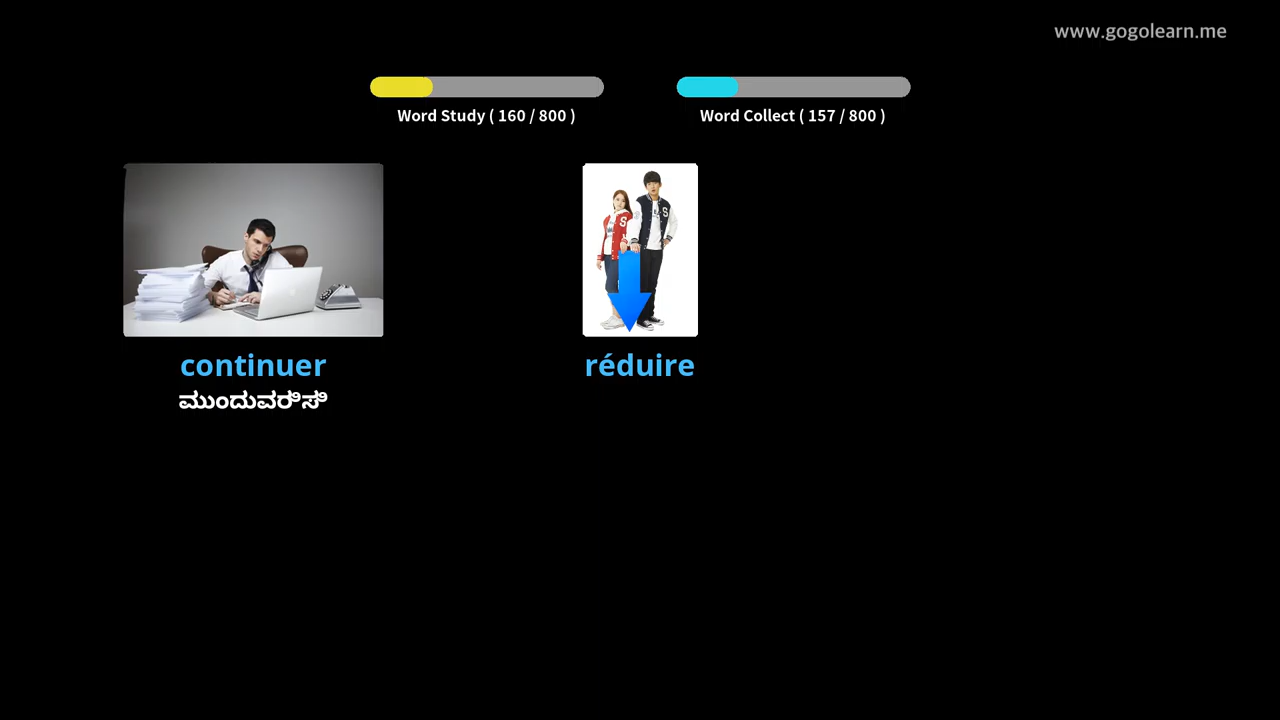 www.gogolearn.me
Word Study ( 160 / 800 )
Word Collect ( 157 / 800 )
continuer
ಮುಂದುವರಿಸಿ
réduire